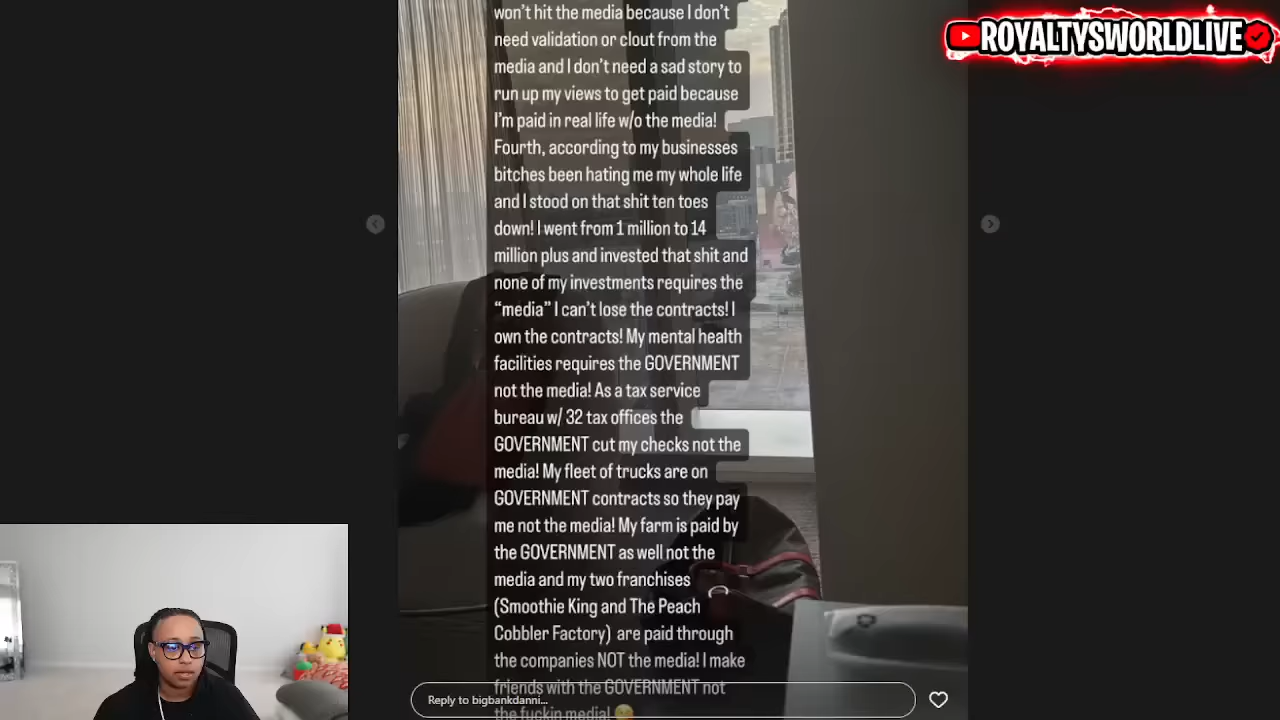 won't hit the media because I don't
need validation or clout from the
media and I don't need a sad story to
run up my views to get paid because
I'm paid in real life w/o the media!
Fourth, according to my businesses
bitches been hating me my whole life
and I stood on that shit ten toes
down! I went from 1 million to 14
million plus and invested that shit and
none of my investments requires the
“media” I can't lose the contracts! I
own the contracts! My mental health
facilities requires the GOVERNMENT
not the media! As a tax service
bureau w/ 32 tax offices the
GOVERNMENT cut my checks not the
media! My fleet of trucks are on
GOVERNMENT contracts so they pay
me not the media! My farm is paid by
the GOVERNMENT as well not the
media and my two franchises
(Smoothie King and The Peach
Cobbler Factory) are paid through
the companies NOT the media! I make
friends with the GOVERNMENT not
the fuckin media! 😉
Reply to bigbankdanni...
ROYALTYSWORLDLIVE